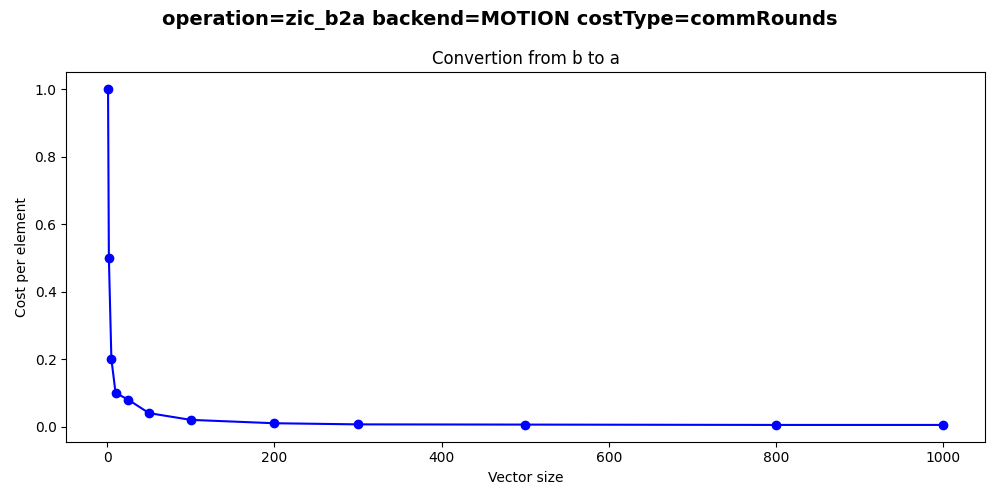 operation=zic_b2a backend=MOTION costType=commRounds
Convertion from b to a
Cost per element
1.0
0.8
0.6
0.4
0.2
0.0
0 200 400 600 800 1000
Vector size